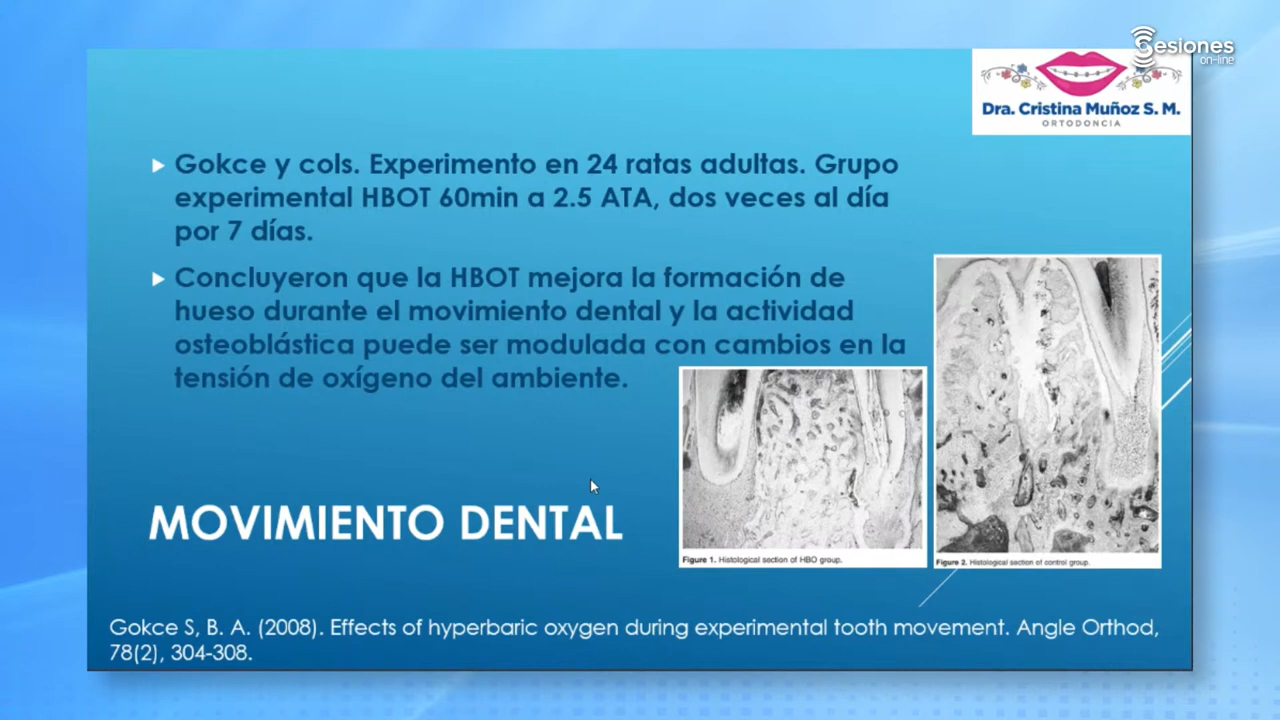 Sesiones
on-line
Dra. Cristina Muñoz S. M.
ORTODONCIA
Gokce y cols. Experimento en 24 ratas adultas. Grupo
experimental HBOT 60min a 2.5 ATA, dos veces al día
por 7 días.
Concluyeron que la HBOT mejora la formación de
hueso durante el movimiento dental y la actividad
osteoblástica puede ser modulada con cambios en la
tensión de oxígeno del ambiente.
MOVIMIENTO DENTAL
Figure 1. Histological section of HBO group.
Figure 2. Histological section of control group.
Gokce S, B. A. (2008). Effects of hyperbaric oxygen during experimental tooth movement. Angle Orthod,
78(2), 304-308.